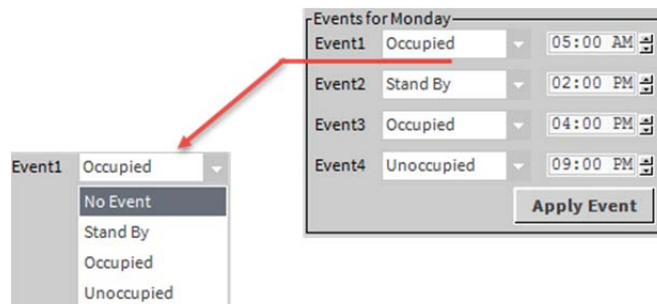 Events for Monday
Event1 Occupied 05:00 AM
Event2 Stand By 02:00 PM
Event3 Occupied 04:00 PM
Event4 Unoccupied 09:00 PM
Apply Event
Event1 Occupied
No Event
Stand By
Occupied
Unoccupied